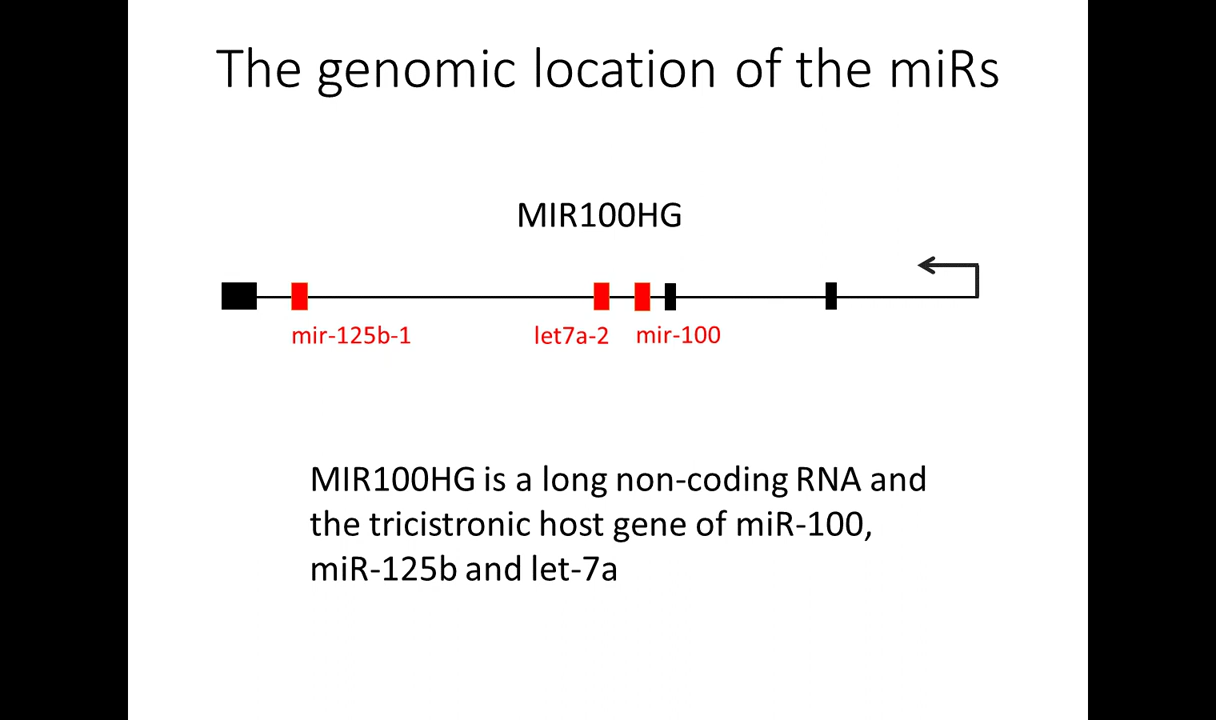 The genomic location of the miRs
MIR100HG
mir-125b-1 let7a-2 mir-100
MIR100HG is a long non-coding RNA and
the tricistronic host gene of miR-100,
miR-125b and let-7a